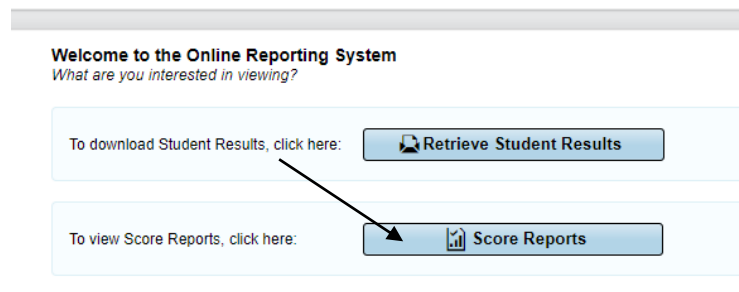 Welcome to the Online Reporting System
What are you interested in viewing?
To download Student Results, click here: Retrieve Student Results
To view Score Reports, click here: Score Reports